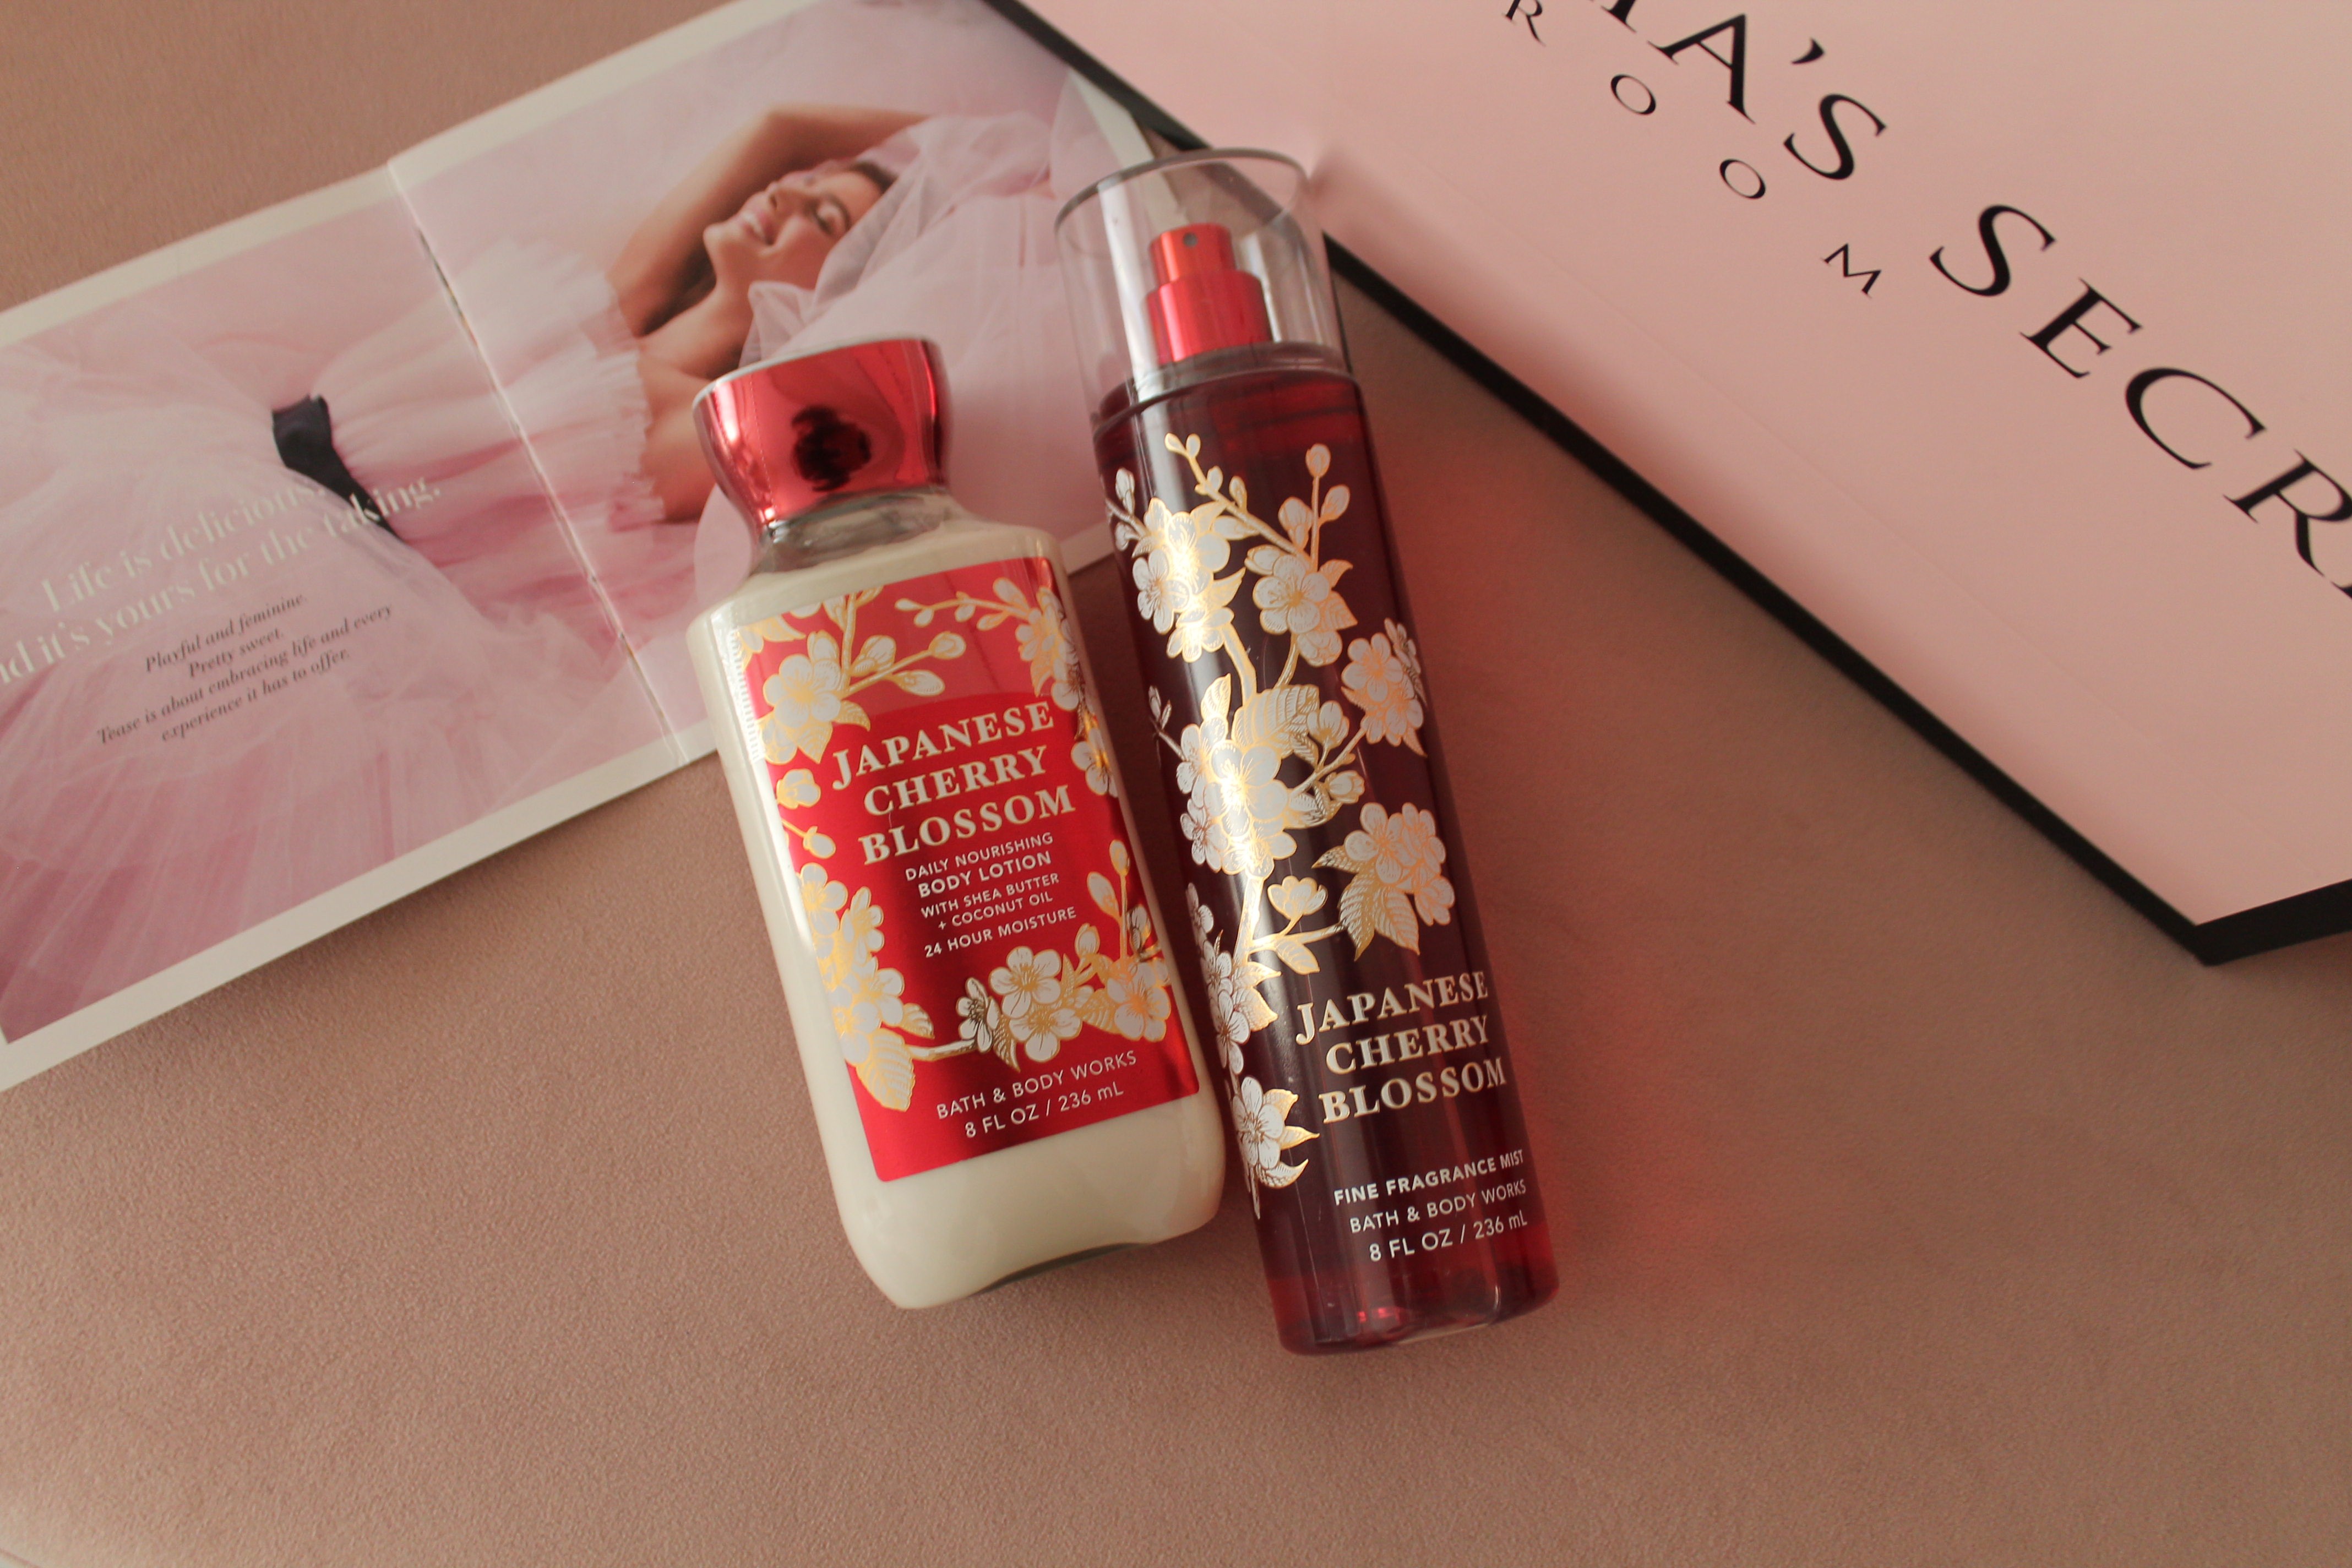 Life is delicious.
nd it's yours for the taking.
Playful and feminine.
Pretty sweet.
Tease is about embracing life and every
experience it has to offer.
JAPANESE
CHERRY
BLOSSOM
DAILY NOURISHING
BODY LOTION
WITH SHEA BUTTER
+ COCONUT OIL
24 HOUR MOISTURE
BATH & BODY WORKS
8 FL OZ / 236 mL
JAPANESE
CHERRY
BLOSSOM
FINE FRAGRANCE MIST
BATH & BODY WORKS
8 FL OZ / 236 mL
IA'S SECR
ROOM